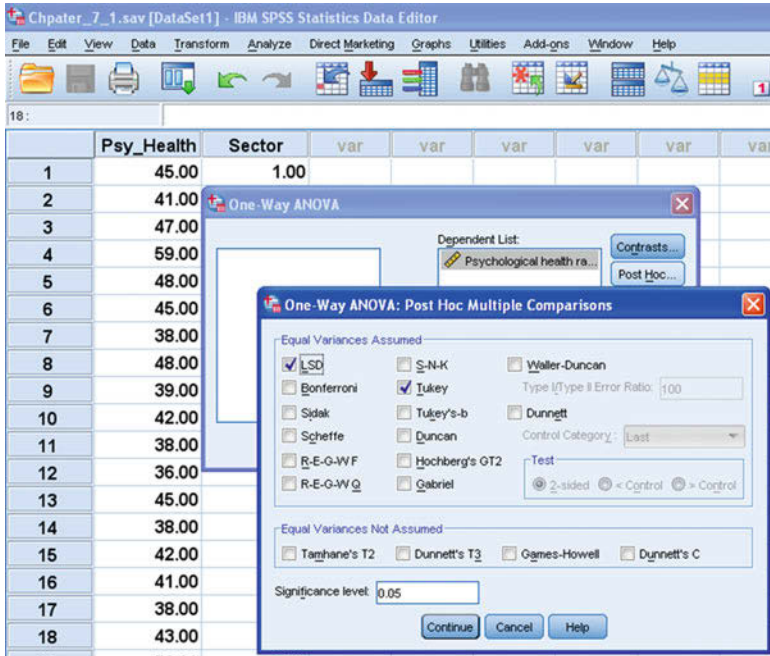 Chpater_7_1.sav [DataSet1] - IBM SPSS Statistics Data Editor
File Edit View Data Transform Analyze Direct Marketing Graphs Utilities Add-ons Window Help
1
18 :
Psy_Health Sector var var var var var
1 45.00 1.00
2 41.00
3 47.00
4 59.00
5 48.00
6 45.00
7 38.00
8 48.00
9 39.00
10 42.00
11 38.00
12 36.00
13 45.00
14 38.00
15 42.00
16 41.00
17 38.00
18 43.00
One-Way ANOVA
Dependent List:
Psychological health ra...
Contrasts...
Post Hoc...
One-Way ANOVA: Post Hoc Multiple Comparisons
Equal Variances Assumed
LSD S-N-K Waller-Duncan
Bonferroni Tukey Type I/Type II Error Ratio: 100
Sidak Tukey's-b Dunnett
Scheffe Duncan Control Category : Last
R-E-G-W F Hochberg's GT2 Test
R-E-G-W Q Gabriel 2-sided < Control > Control
Equal Variances Not Assumed
Tamhane's T2 Dunnett's T3 Games-Howell Dunnett's C
Significance level: 0.05
Continue Cancel Help